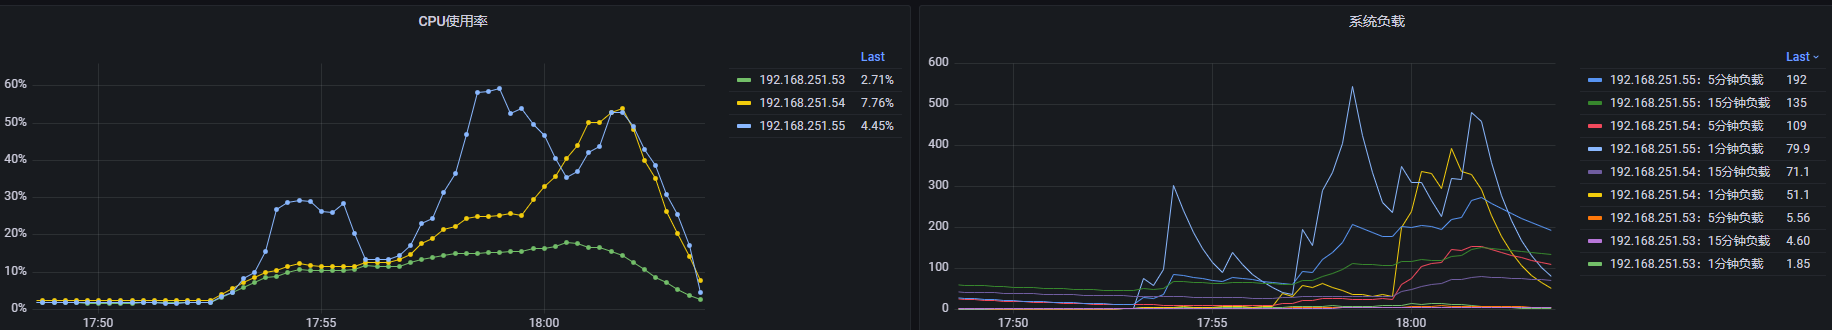 CPU使用率
Last
60%
50%
40%
30%
20%
10%
0%
17:50
17:55
18:00
192.168.251.53 2.71%
192.168.251.54 7.76%
192.168.251.55 4.45%
系统负载
Last
600
500
400
300
200
100
0
17:50
17:55
18:00
192.168.251.55：5分钟负载 192
192.168.251.55：15分钟负载 135
192.168.251.54：5分钟负载 109
192.168.251.55：1分钟负载 79.9
192.168.251.54：15分钟负载 71.1
192.168.251.54：1分钟负载 51.1
192.168.251.53：5分钟负载 5.56
192.168.251.53：15分钟负载 4.60
192.168.251.53：1分钟负载 1.85